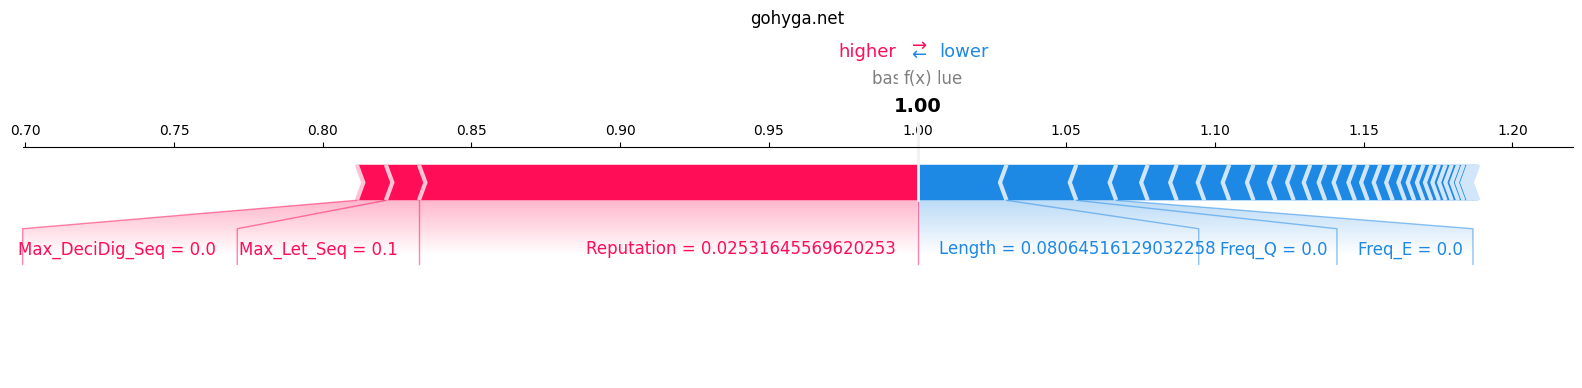 gohyga.net
higher ⇄ lower
bas f(x) lue
1.00
0.70 0.75 0.80 0.85 0.90 0.95 1.00 1.05 1.10 1.15 1.20
Max_DeciDig_Seq = 0.0 Max_Let_Seq = 0.1 Reputation = 0.02531645569620253 Length = 0.08064516129032258 Freq_Q = 0.0 Freq_E = 0.0